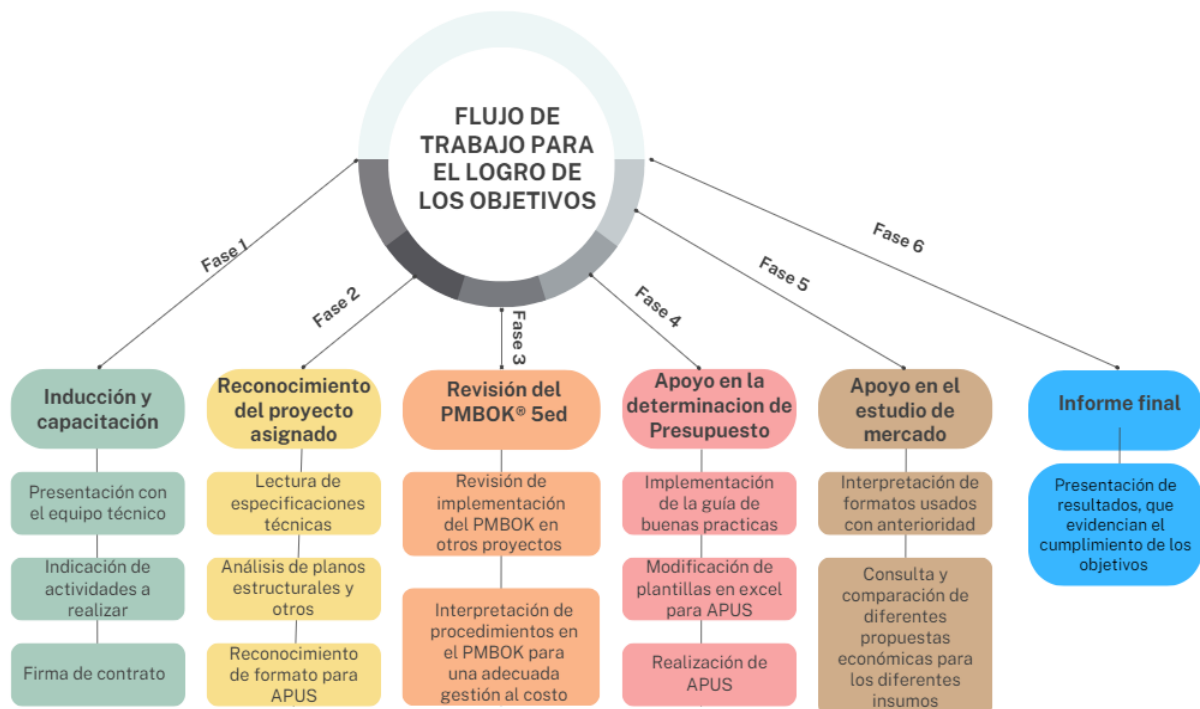 FLUJO DE
TRABAJO PARA
EL LOGRO DE
LOS OBJETIVOS
Fase 1
Fase 2
Fase 3
Fase 4
Fase 5
Fase 6
Inducción y
capacitación
Presentación con
el equipo técnico
Indicación de
actividades a
realizar
Firma de contrato
Reconocimiento
del proyecto
asignado
Lectura de
especificaciones
técnicas
Análisis de planos
estructurales y
otros
Reconocimiento
de formato para
APUS
Revisión del
PMBOK® 5ed
Revisión de
implementación
del PMBOK en
otros proyectos
Interpretación de
procedimientos en
el PMBOK para
una adecuada
gestión al costo
Apoyo en la
determinacion de
Presupuesto
Implementación
de la guía de
buenas practicas
Modificación de
plantillas en excel
para APUS
Realización de
APUS
Apoyo en el
estudio de
mercado
Interpretación de
formatos usados
con anterioridad
Consulta y
comparación de
diferentes
propuestas
económicas para
los diferentes
insumos
Informe final
Presentación de
resultados, que
evidencian el
cumplimiento de los
objetivos